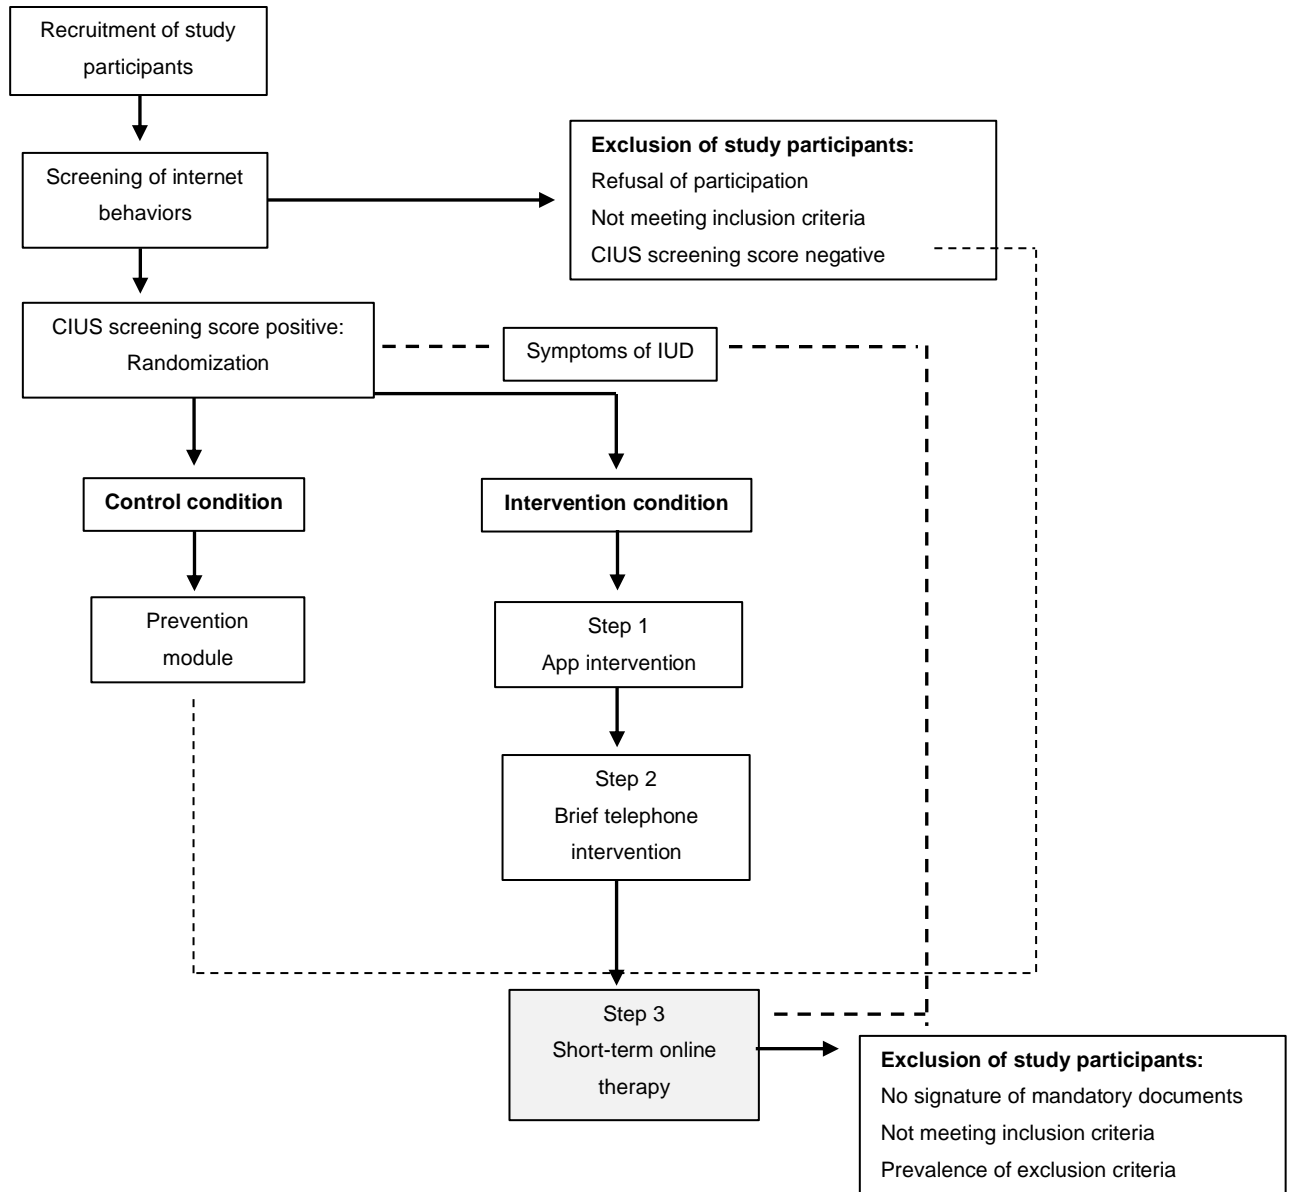 Recruitment of study
participants
Screening of internet
behaviors
Exclusion of study participants:
Refusal of participation
Not meeting inclusion criteria
CIUS screening score negative
CIUS screening score positive:
Randomization
Symptoms of IUD
Control condition
Intervention condition
Prevention
module
Step 1
App intervention
Step 2
Brief telephone
intervention
Step 3
Short-term online
therapy
Exclusion of study participants:
No signature of mandatory documents
Not meeting inclusion criteria
Prevalence of exclusion criteria